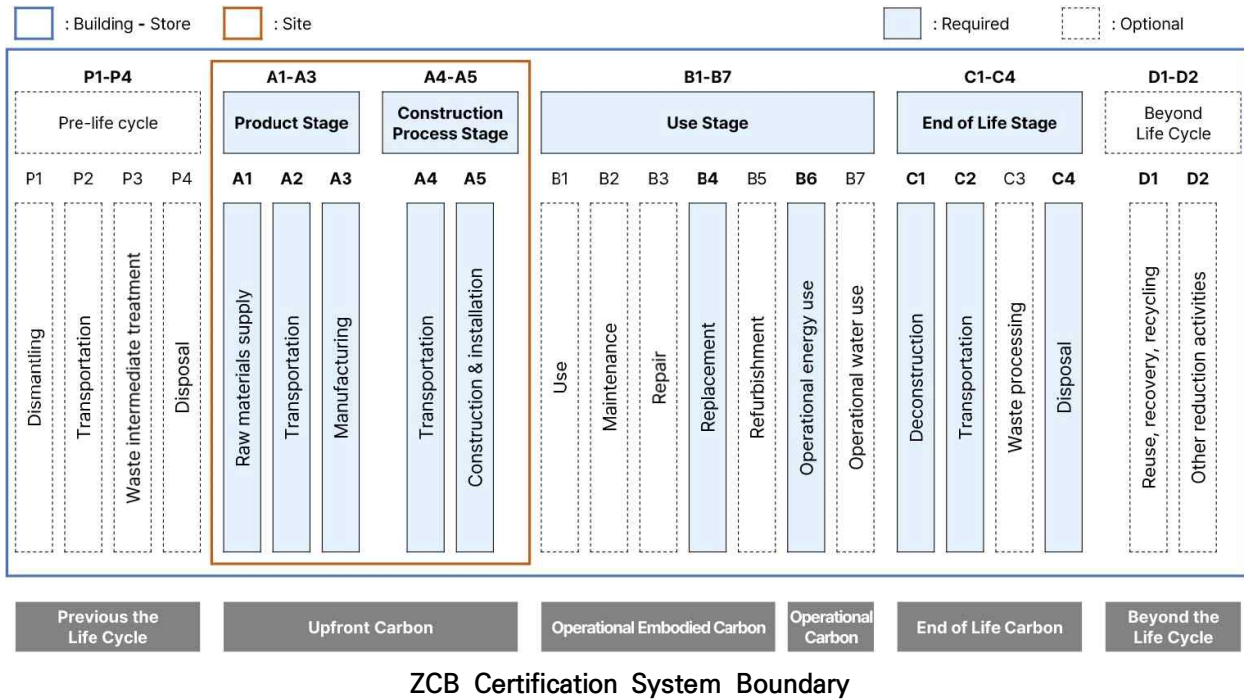 : Building - Store
: Site
: Required
: Optional
P1-P4
A1-A3
A4-A5
B1-B7
C1-C4
D1-D2
Pre-life cycle
Product Stage
Construction
Process Stage
Use Stage
End of Life Stage
Beyond
Life Cycle
P1
P2
P3
P4
A1
A2
A3
A4
A5
B1
B2
B3
B4
B5
B6
B7
C1
C2
C3
C4
D1
D2
Dismantling
Transportation
Waste intermediate treatment
Disposal
Raw materials supply
Transportation
Manufacturing
Transportation
Construction & installation
Use
Maintenance
Repair
Replacement
Refurbishment
Operational energy use
Operational water use
Deconstruction
Transportation
Waste processing
Disposal
Reuse, recovery, recycling
Other reduction activities
Previous the
Life Cycle
Upfront Carbon
Operational Embodied Carbon
Operational
Carbon
End of Life Carbon
Beyond the
Life Cycle
ZCB Certification System Boundary